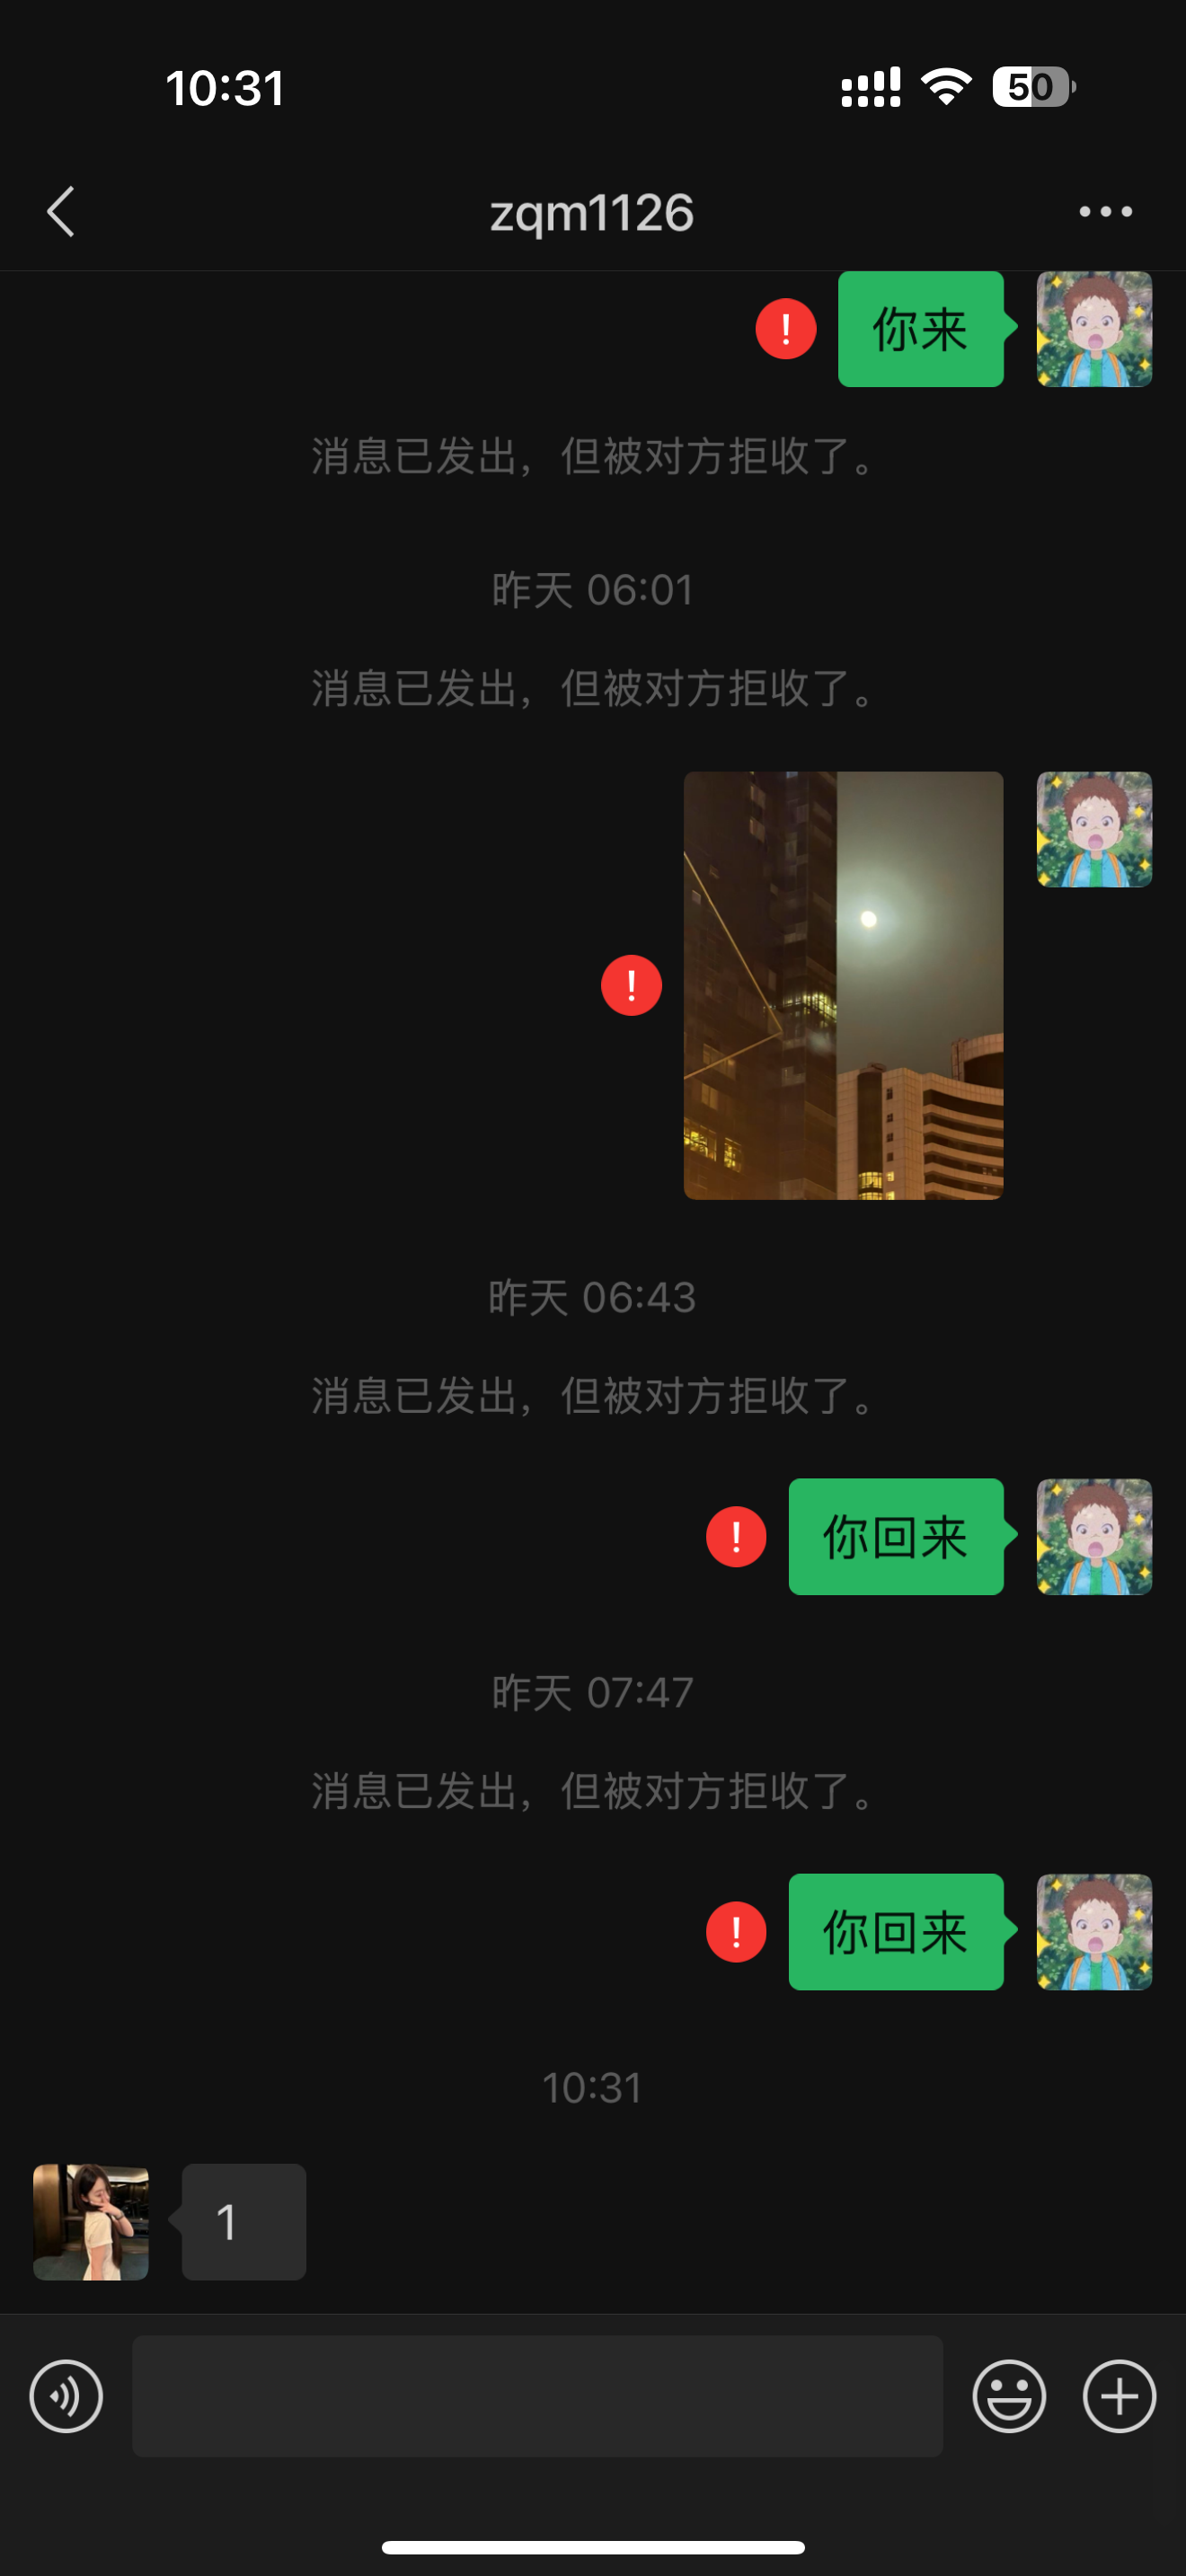 10:31
50
zqm1126
你来
消息已发出，但被对方拒收了。
昨天 06:01
消息已发出，但被对方拒收了。
昨天 06:43
消息已发出，但被对方拒收了。
你回来
昨天 07:47
消息已发出，但被对方拒收了。
你回来
10:31
1